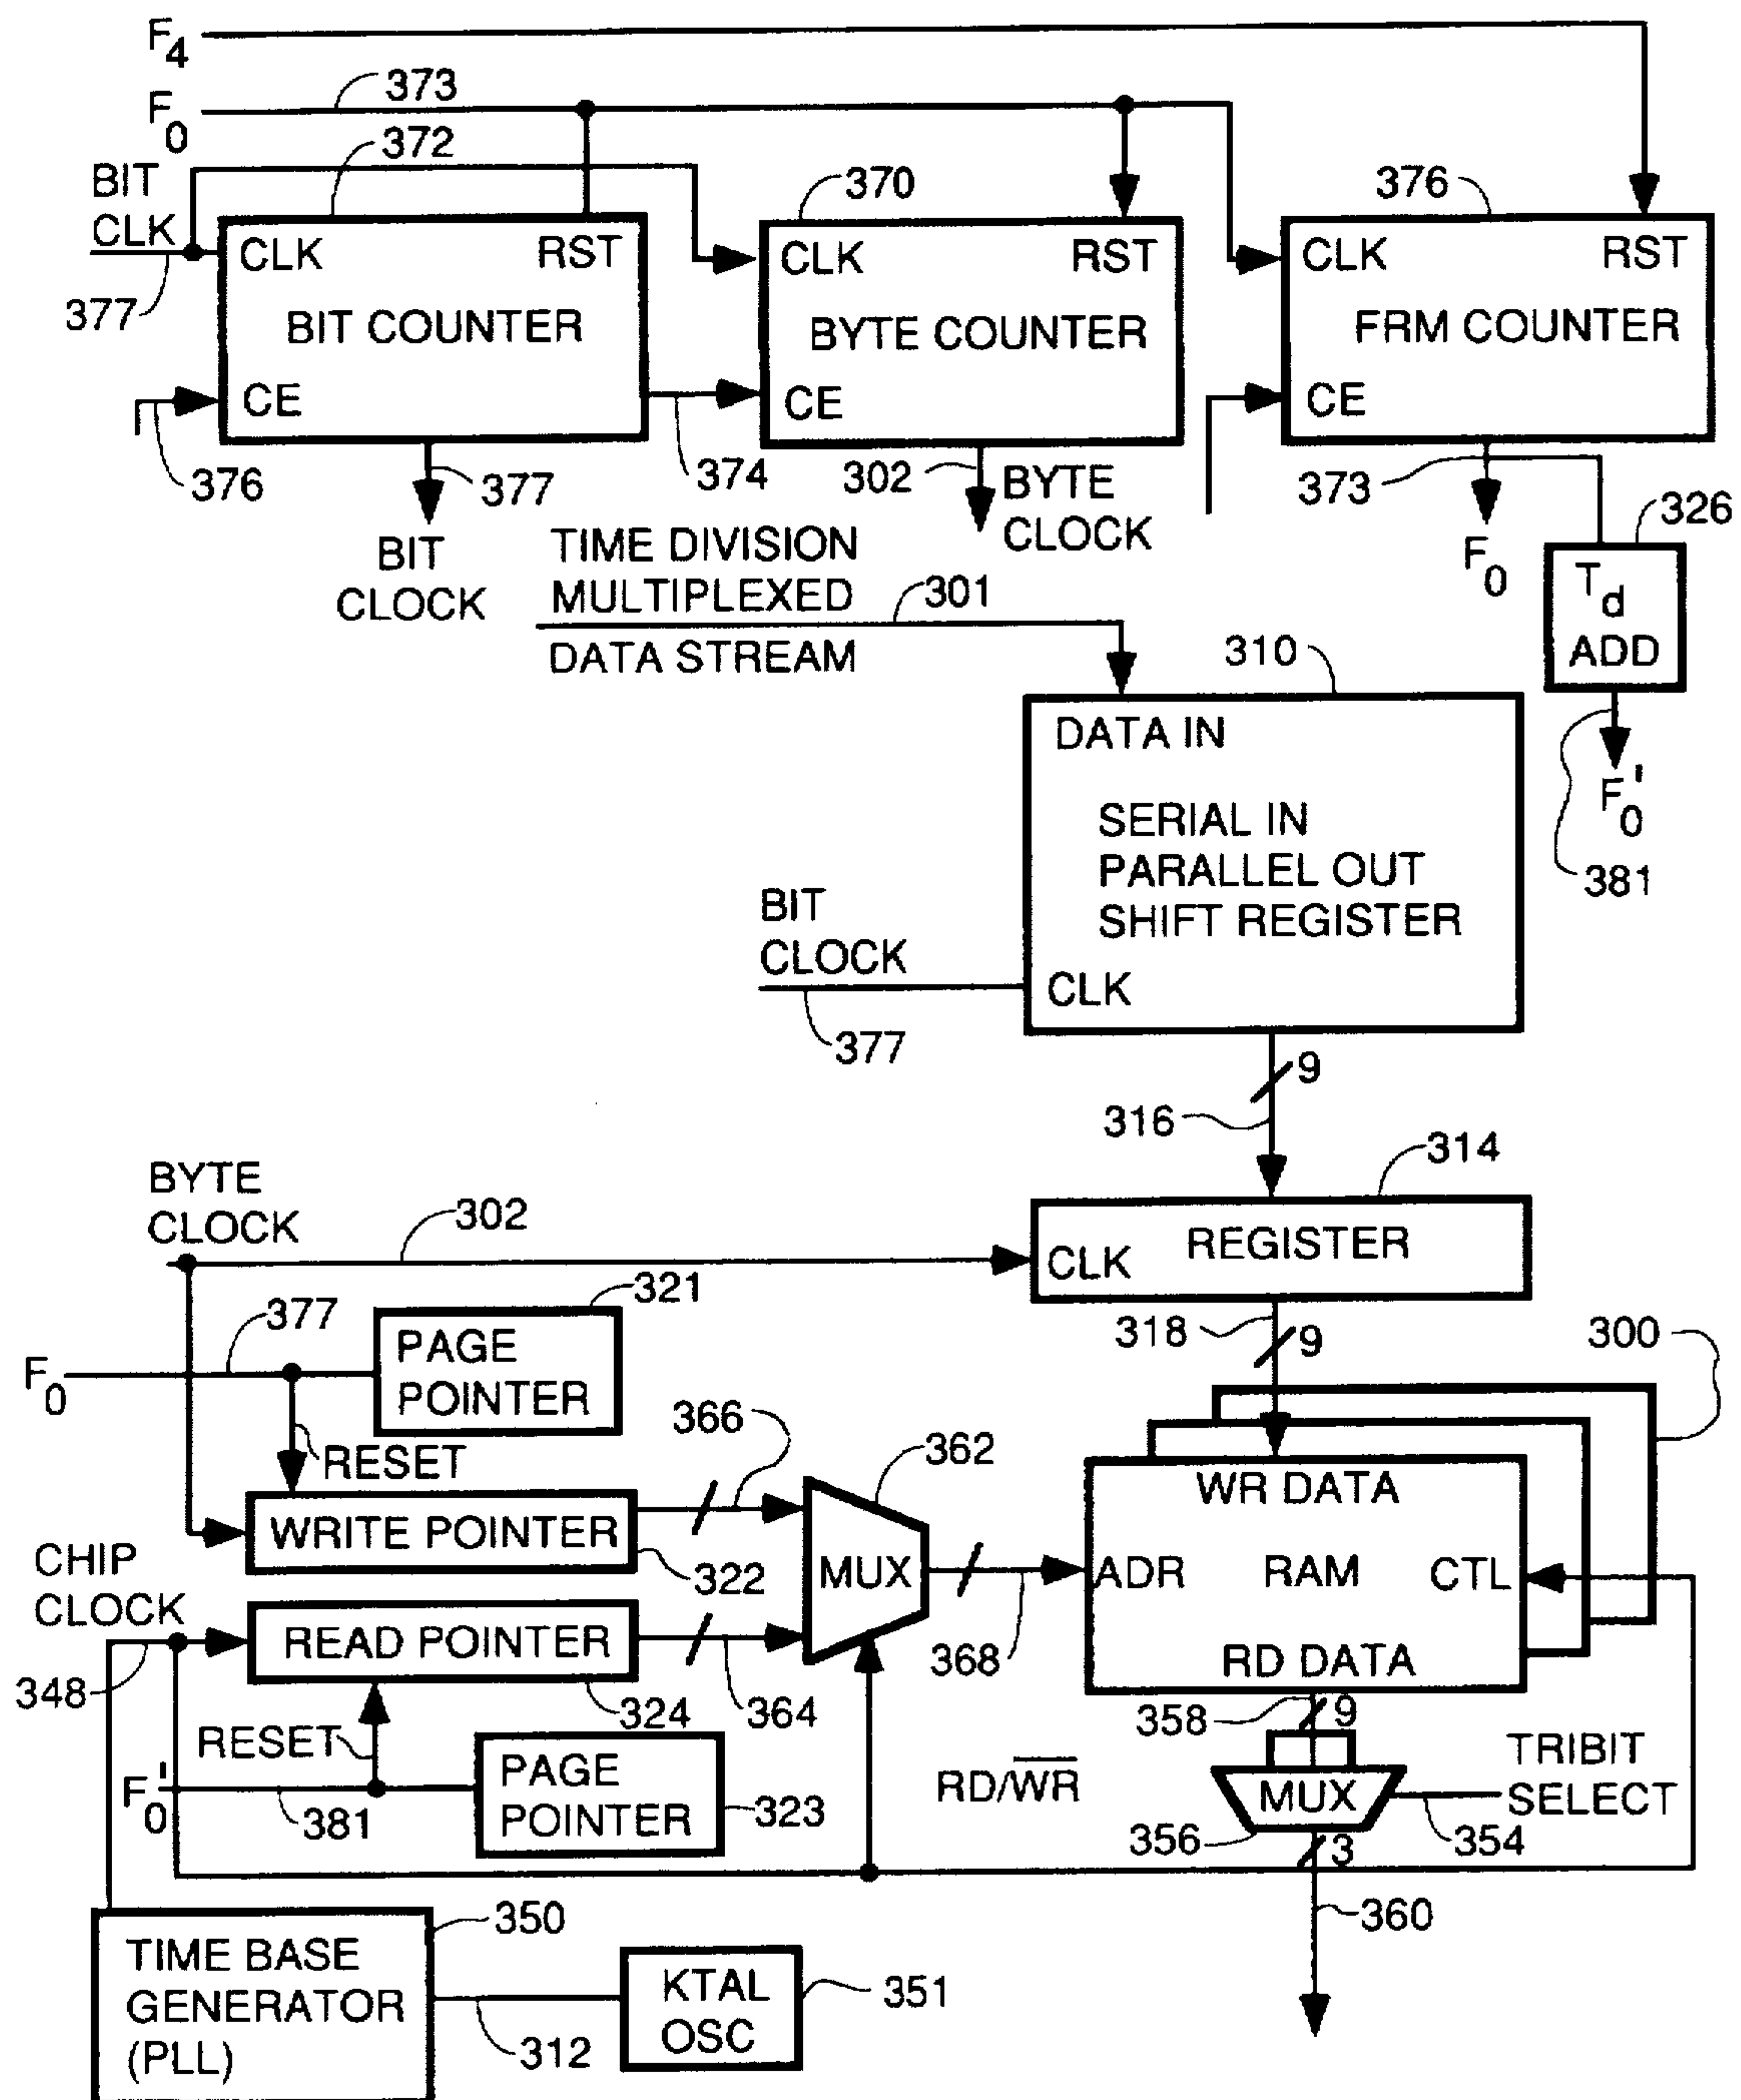 F4
F0
373
372
BIT
CLK
370
376
CLK
RST
CLK
RST
CLK
RST
377
BIT COUNTER
BYTE COUNTER
FRM COUNTER
CE
CE
CE
376
377
374
302
BYTE
CLOCK
373
326
BIT
CLOCK
F0
Td
ADD
TIME DIVISION
MULTIPLEXED
DATA STREAM
301
310
F0'
381
DATA IN
SERIAL IN
PARALLEL OUT
SHIFT REGISTER
BIT
CLOCK
CLK
377
9
316
314
BYTE
CLOCK
302
REGISTER
CLK
321
377
318
9
300
F0
PAGE
POINTER
366
362
RESET
WR DATA
WRITE POINTER
322
MUX
ADR
RAM
CTL
CHIP
CLOCK
READ POINTER
368
RD DATA
348
324
364
358
9
RESET
TRIBIT
SELECT
F0'
381
PAGE
POINTER
323
RD/WR
MUX
356
354
3
350
360
TIME BASE
GENERATOR
(PLL)
KTAL
OSC
351
312